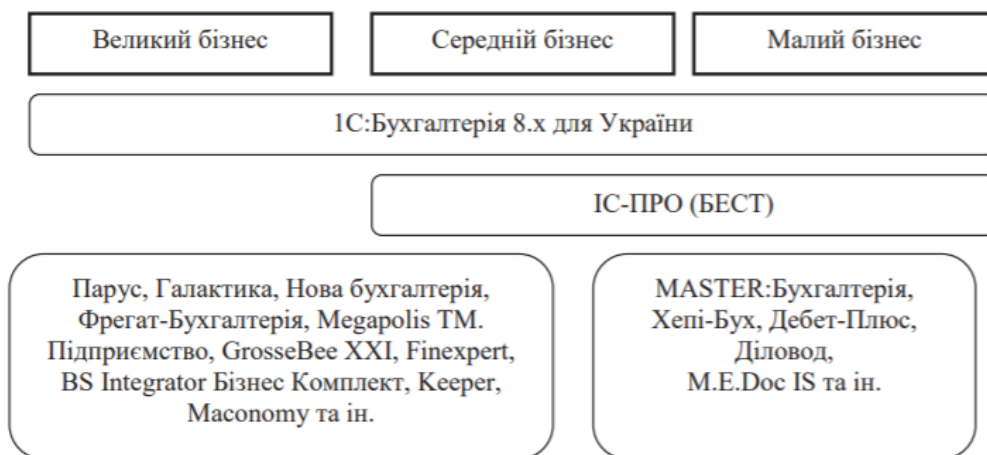 Великий бізнес
Середній бізнес
Малий бізнес
1С:Бухгалтерія 8.х для України
ІС-ПРО (БЕСТ)
Парус, Галактика, Нова бухгалтерія,
Фрегат-Бухгалтерія, Megapolis TM.
Підприємство, GrosseBee XXI, Finexpert,
BS Integrator Бізнес Комплект, Keeper,
Maconomy та ін.
MASTER:Бухгалтерія,
Хепі-Бух, Дебет-Плюс,
Діловод,
M.E.Doc IS та ін.